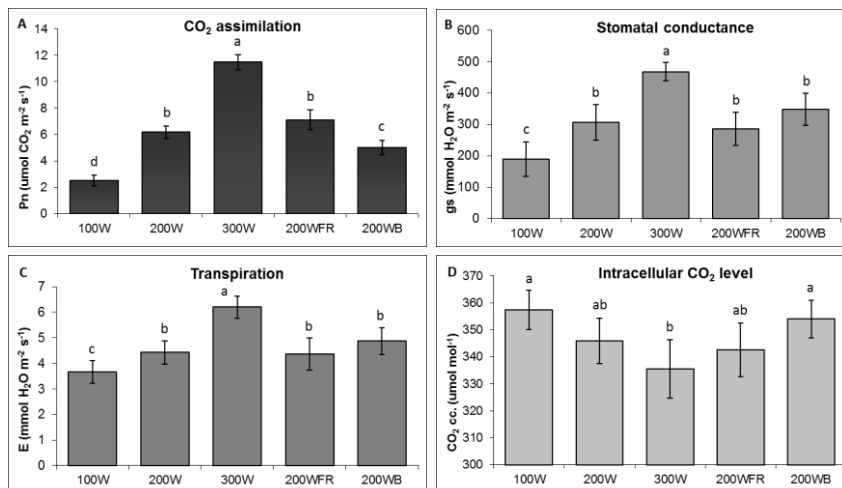 A
CO₂ assimilation
Pn (umol CO₂ m⁻² s⁻¹)
14
12
10
8
6
4
2
0
d
b
a
b
c
100W 200W 300W 200WFR 200WB
B
Stomatal conductance
gs (mmol H₂O m⁻² s⁻¹)
600
500
400
300
200
100
0
c
b
a
b
b
100W 200W 300W 200WFR 200WB
C
Transpiration
E (mmol H₂O m⁻² s⁻¹)
7
6
5
4
3
2
1
0
c
b
a
b
b
100W 200W 300W 200WFR 200WB
D
Intracellular CO₂ level
CO₂ cc. (umol mol⁻¹)
370
360
350
340
330
320
310
300
a
ab
b
ab
a
100W 200W 300W 200WFR 200WB